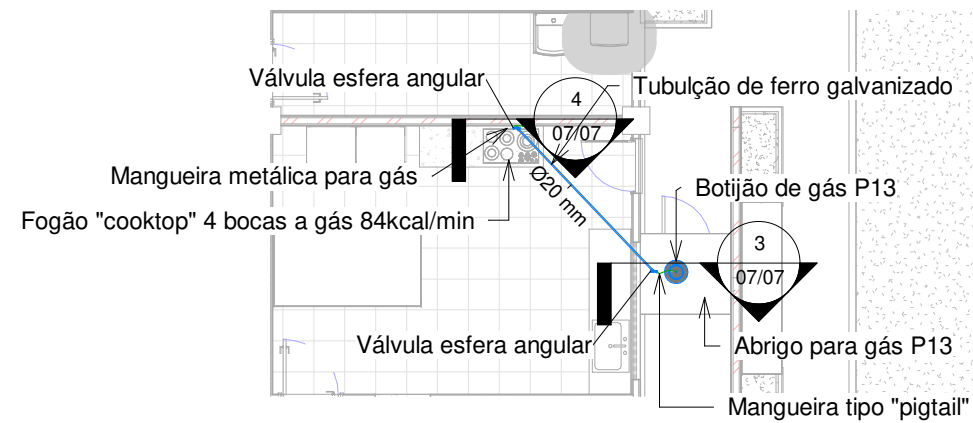 Válvula esfera angular
Tubulção de ferro galvanizado
4
07/07
Mangueira metálica para gás
Ø20 mm
Botijão de gás P13
Fogão "cooktop" 4 bocas a gás 84kcal/min
3
07/07
Válvula esfera angular
Abrigo para gás P13
Mangueira tipo "pigtail"